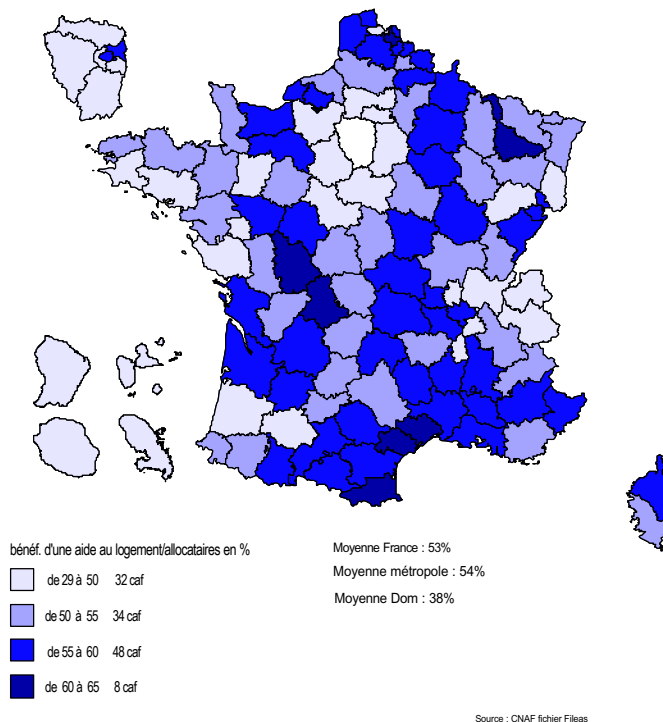 bénéf. d'une aide au logement/allocataires en %
de 29 à 50 32 caf
de 50 à 55 34 caf
de 55 à 60 48 caf
de 60 à 65 8 caf
Moyenne France : 53%
Moyenne métropole : 54%
Moyenne Dom : 38%
Source : CNAF fichier Fileas